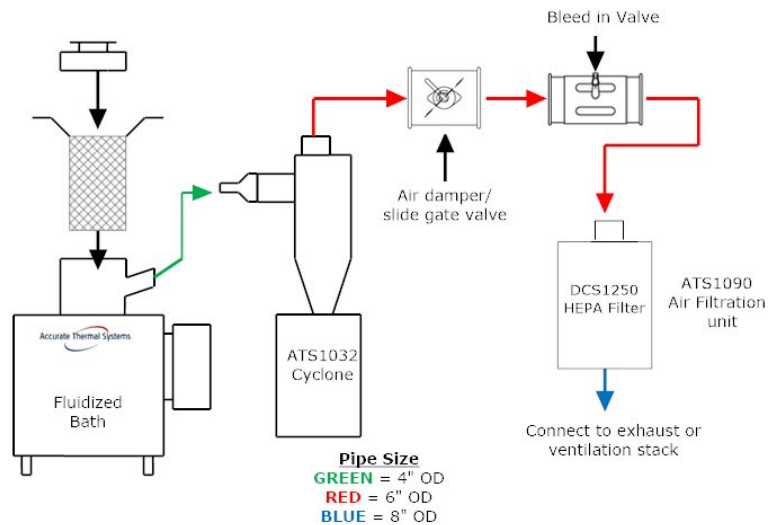 Bleed in Valve
Air damper/
slide gate valve
DCS1250
HEPA Filter
ATS1090
Air Filtration
unit
Accurate Thermal Systems
Fluidized
Bath
ATS1032
Cyclone
Connect to exhaust or
ventilation stack
Pipe Size
GREEN = 4" OD
RED = 6" OD
BLUE = 8" OD